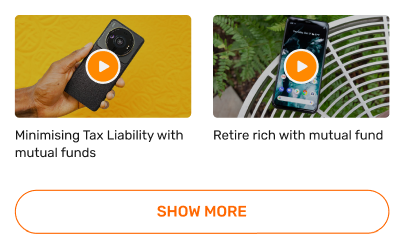 Minimising Tax Liability with
mutual funds
Retire rich with mutual fund
SHOW MORE